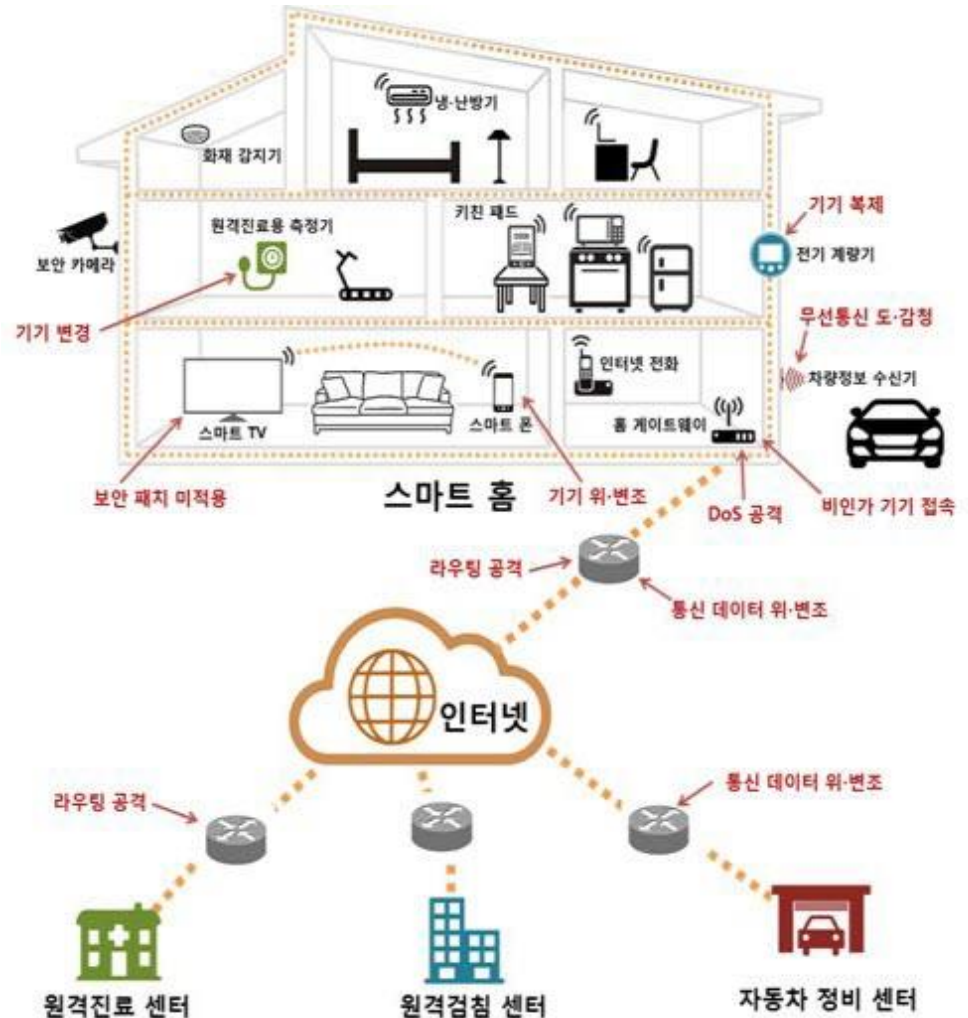 냉·난방기
화재 감지기
기기 복제
원격진료용 측정기
키친 패드
보안 카메라
전기 계량기
기기 변경
무선통신 도·감청
인터넷 전화
차량정보 수신기
스마트 TV
스마트 폰
홈 게이트웨이
보안 패치 미적용
스마트 홈
기기 위·변조
DoS 공격
비인가 기기 접속
라우팅 공격
통신 데이터 위·변조
인터넷
통신 데이터 위·변조
라우팅 공격
원격진료 센터
원격검침 센터
자동차 정비 센터